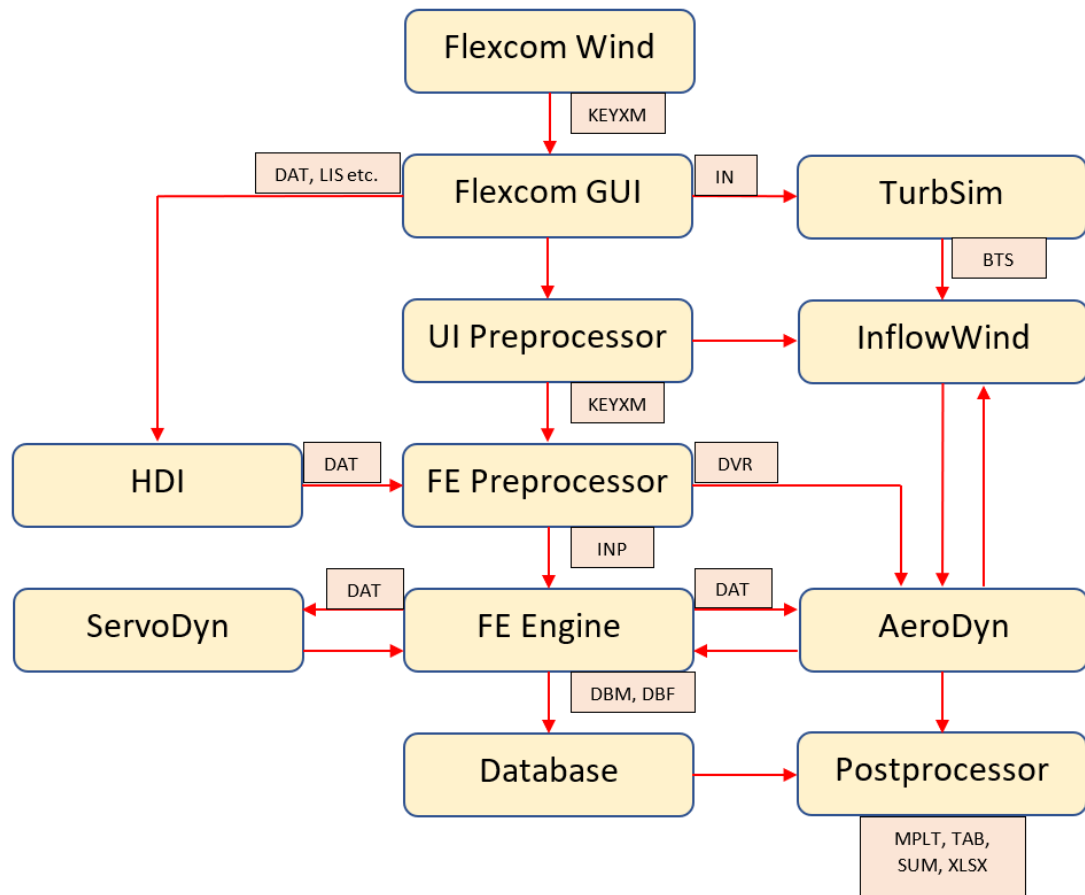 Flexcom Wind
KEYXM
DAT, LIS etc.
Flexcom GUI
IN
TurbSim
BTS
UI Preprocessor
InflowWind
KEYXM
HDI
DAT
FE Preprocessor
DVR
INP
ServoDyn
DAT
FE Engine
DAT
AeroDyn
DBM, DBF
Database
Postprocessor
MPLT, TAB,
SUM, XLSX